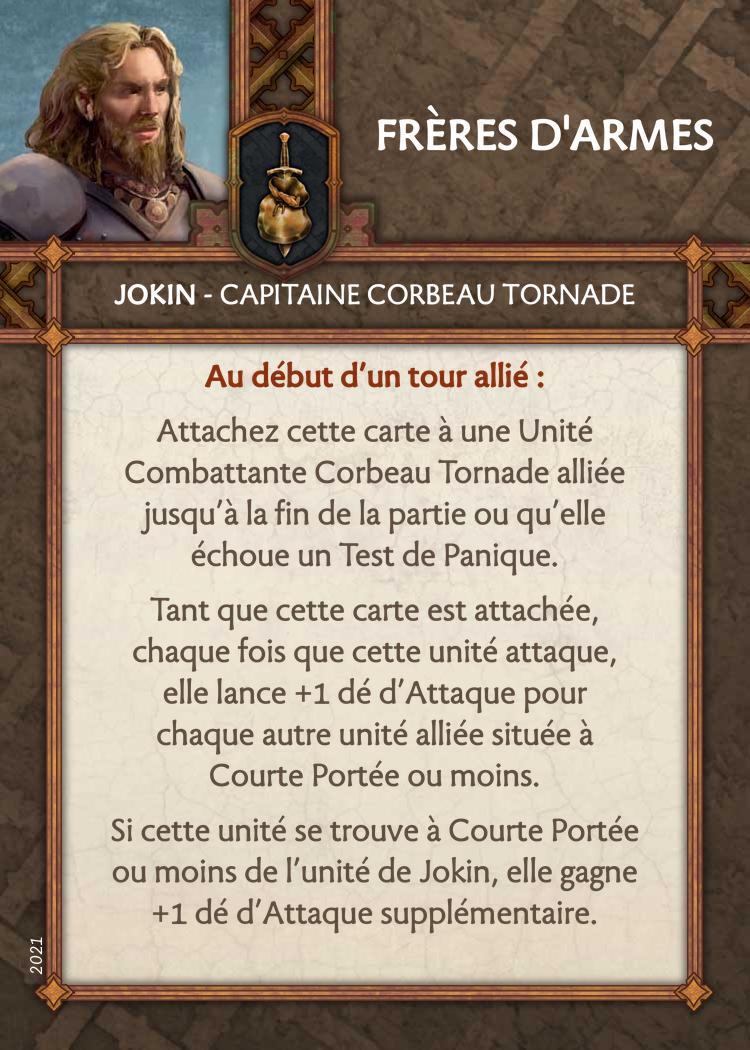 FRÈRES D'ARMES
JOKIN - CAPITAINE CORBEAU TORNADE
Au début d’un tour allié :
Attachez cette carte à une Unité
Combattante Corbeau Tornade alliée
jusqu’à la fin de la partie ou qu’elle
échoue un Test de Panique.
Tant que cette carte est attachée,
chaque fois que cette unité attaque,
elle lance +1 dé d’Attaque pour
chaque autre unité alliée située à
Courte Portée ou moins.
Si cette unité se trouve à Courte Portée
ou moins de l’unité de Jokin, elle gagne
+1 dé d’Attaque supplémentaire.
2021